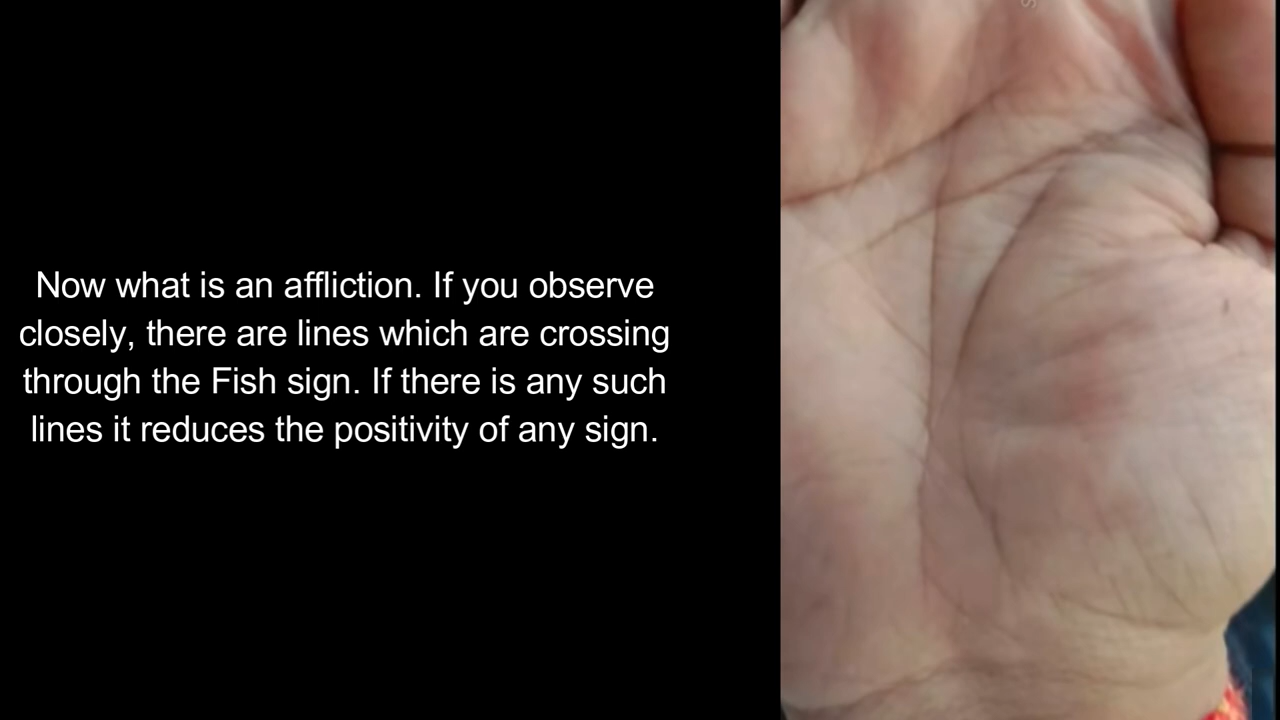 Now what is an affliction. If you observe
closely, there are lines which are crossing
through the Fish sign. If there is any such
lines it reduces the positivity of any sign.